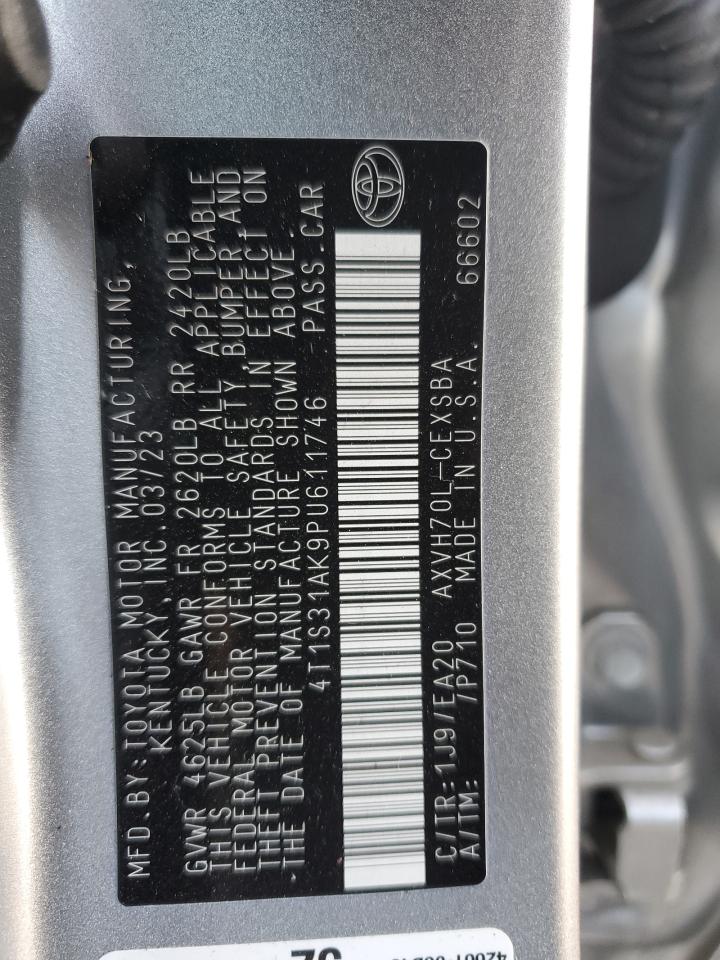 MFD.BY:TOYOTA MOTOR MANUFACTURING,
KENTUCKY, INC.03/23
GVWR 4625LB GAWR FR 2620LB RR 2420LB
THIS VEHICLE CONFORMS TO ALL APPLICABLE
FEDERAL MOTOR VEHICLE SAFETY,BUMPER AND
THEFT PREVENTION STANDARDS IN EFFECT ON
THE DATE OF MANUFACTURE SHOWN ABOVE.
4T1S31AK9PU611746 PASS.CAR
C/TR:1J9/EA20 AXVH70L-CEXSBA
A/TM: /P710 MADE IN U.S.A. 66602